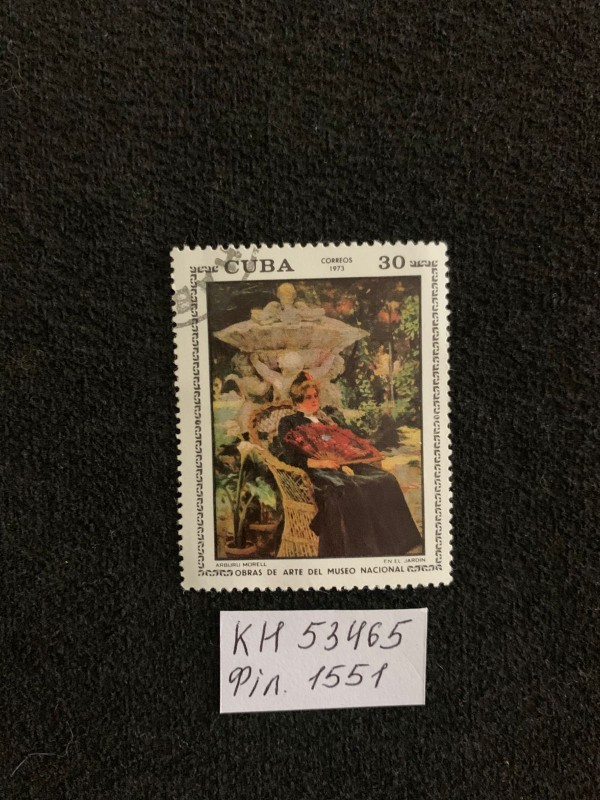 CUBA CORREOS 30
1973
ARBURU MORELL EN EL JARDIN
OBRAS DE ARTE DEL MUSEO NACIONAL
КН 53465
Філ. 1551